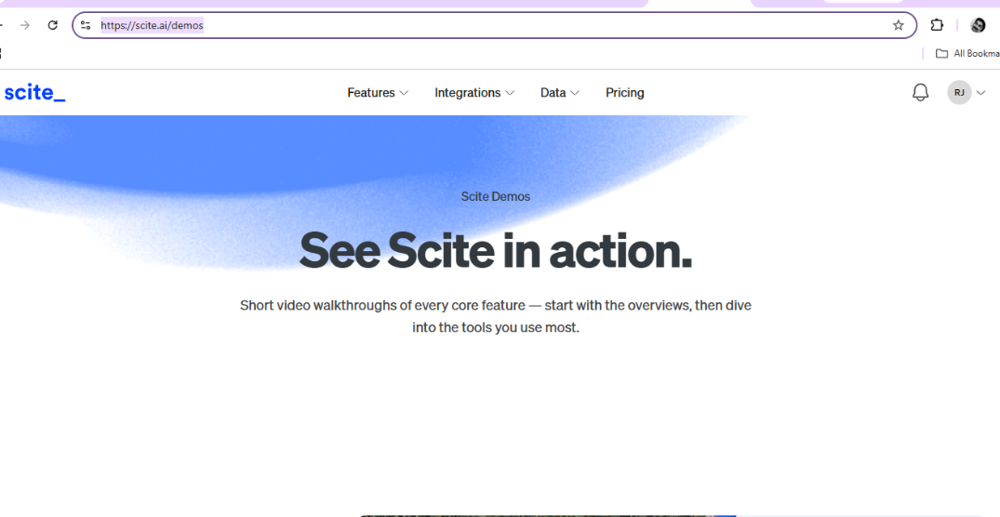 https://scite.ai/demos
All Bookma
scite_
Features
Integrations
Data
Pricing
RJ
Scite Demos
See Scite in action.
Short video walkthroughs of every core feature — start with the overviews, then dive
into the tools you use most.